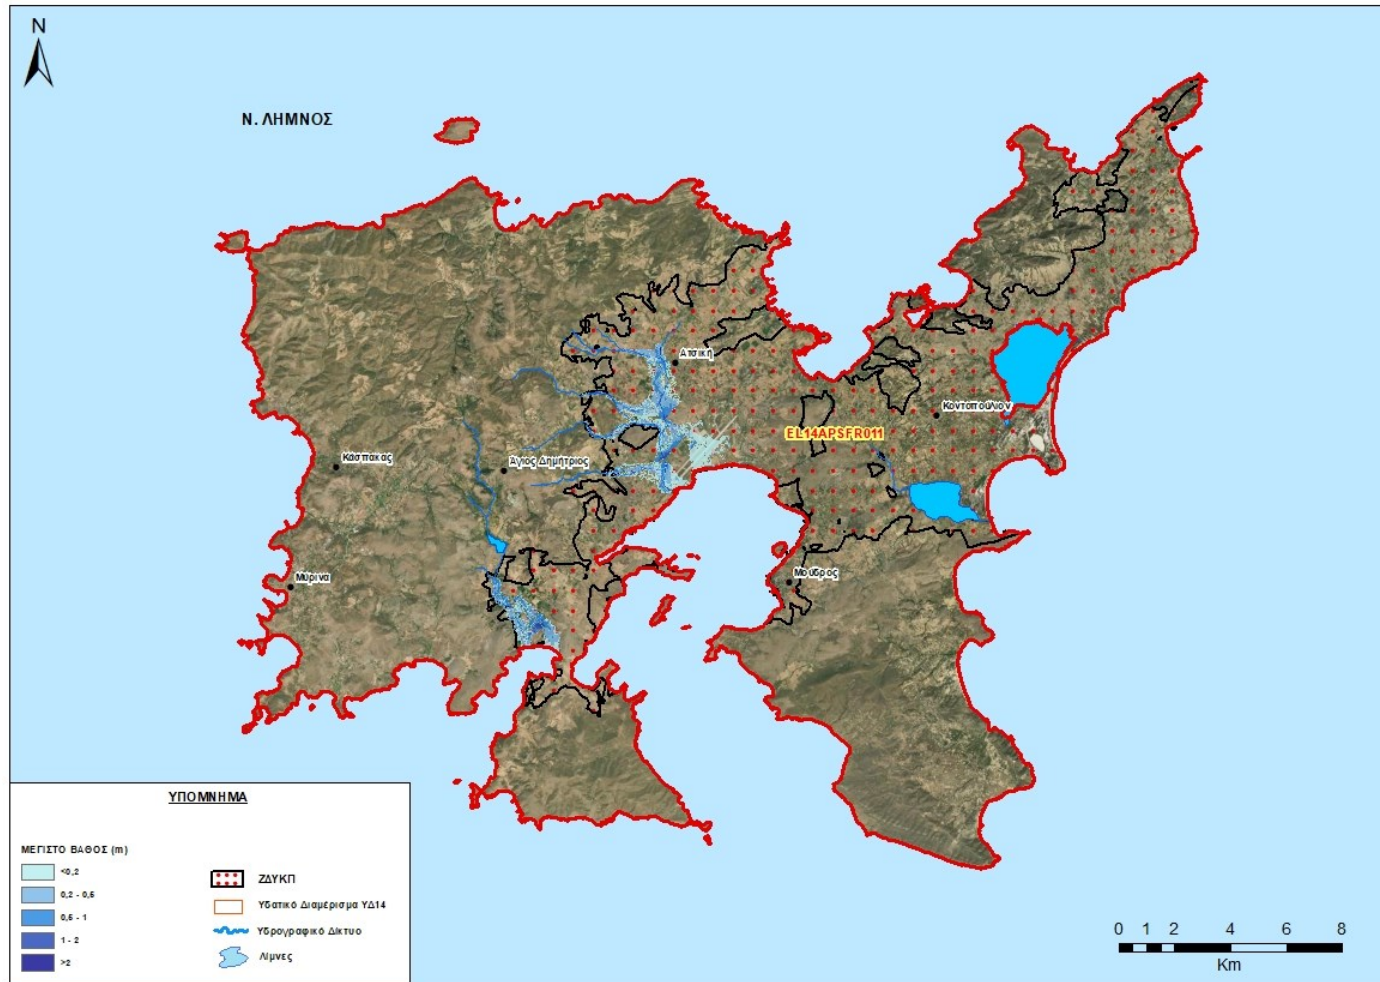 N
Ν. ΛΗΜΝΟΣ
Ατσική
Κοντοπούλιον
EL14APSFR011
Κάσπακας
Άγιος Δημήτριος
Μύρινα
Μούδρος
ΥΠΟΜΝΗΜΑ
ΜΕΓΙΣΤΟ ΒΑΘΟΣ (m)
<0,2
0,2 - 0,5
0,5 - 1
1 - 2
>2
ΖΔΥΚΠ
Υδατικό Διαμέρισμα ΥΔ14
Υδρογραφικό Δίκτυο
Λίμνες
0 1 2 4 6 8
Km